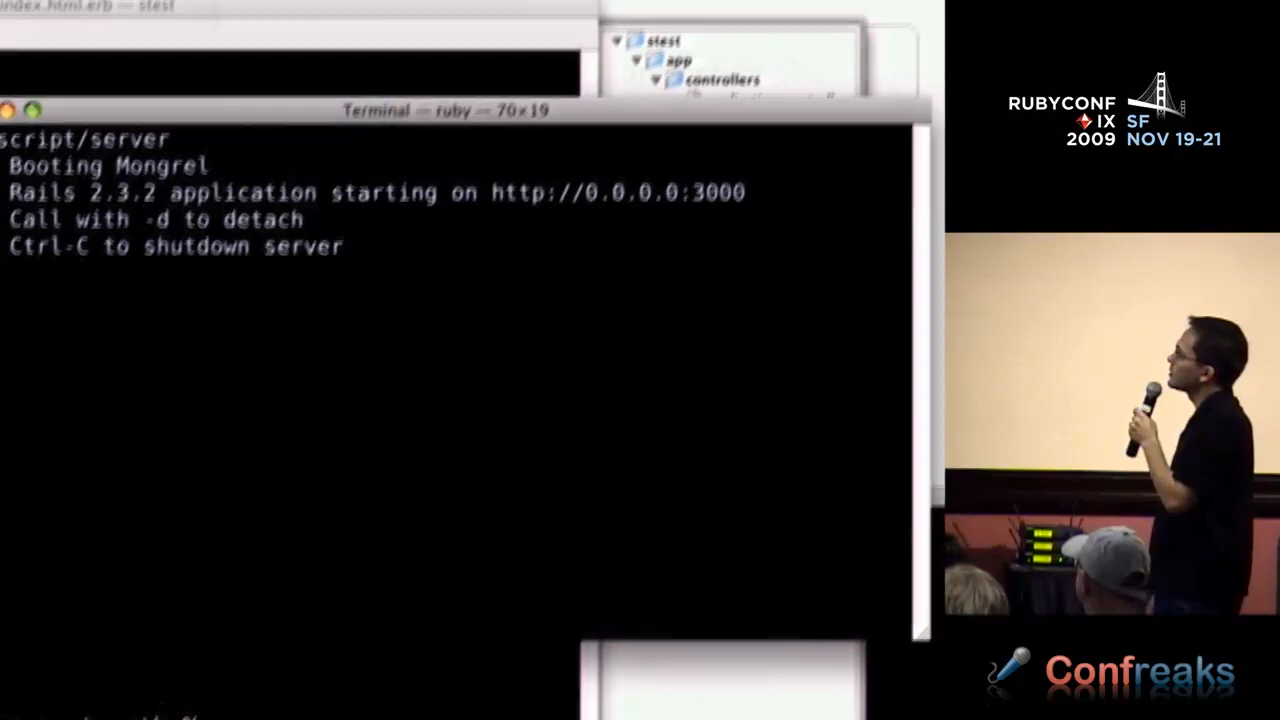 index.html.erb — stest
stest
app
controllers
Terminal — ruby — 70×19
script/server
Booting Mongrel
Rails 2.3.2 application starting on http://0.0.0.0:3000
Call with -d to detach
Ctrl-C to shutdown server
RUBYCONF
IX
2009
SF
NOV 19-21
Confreaks